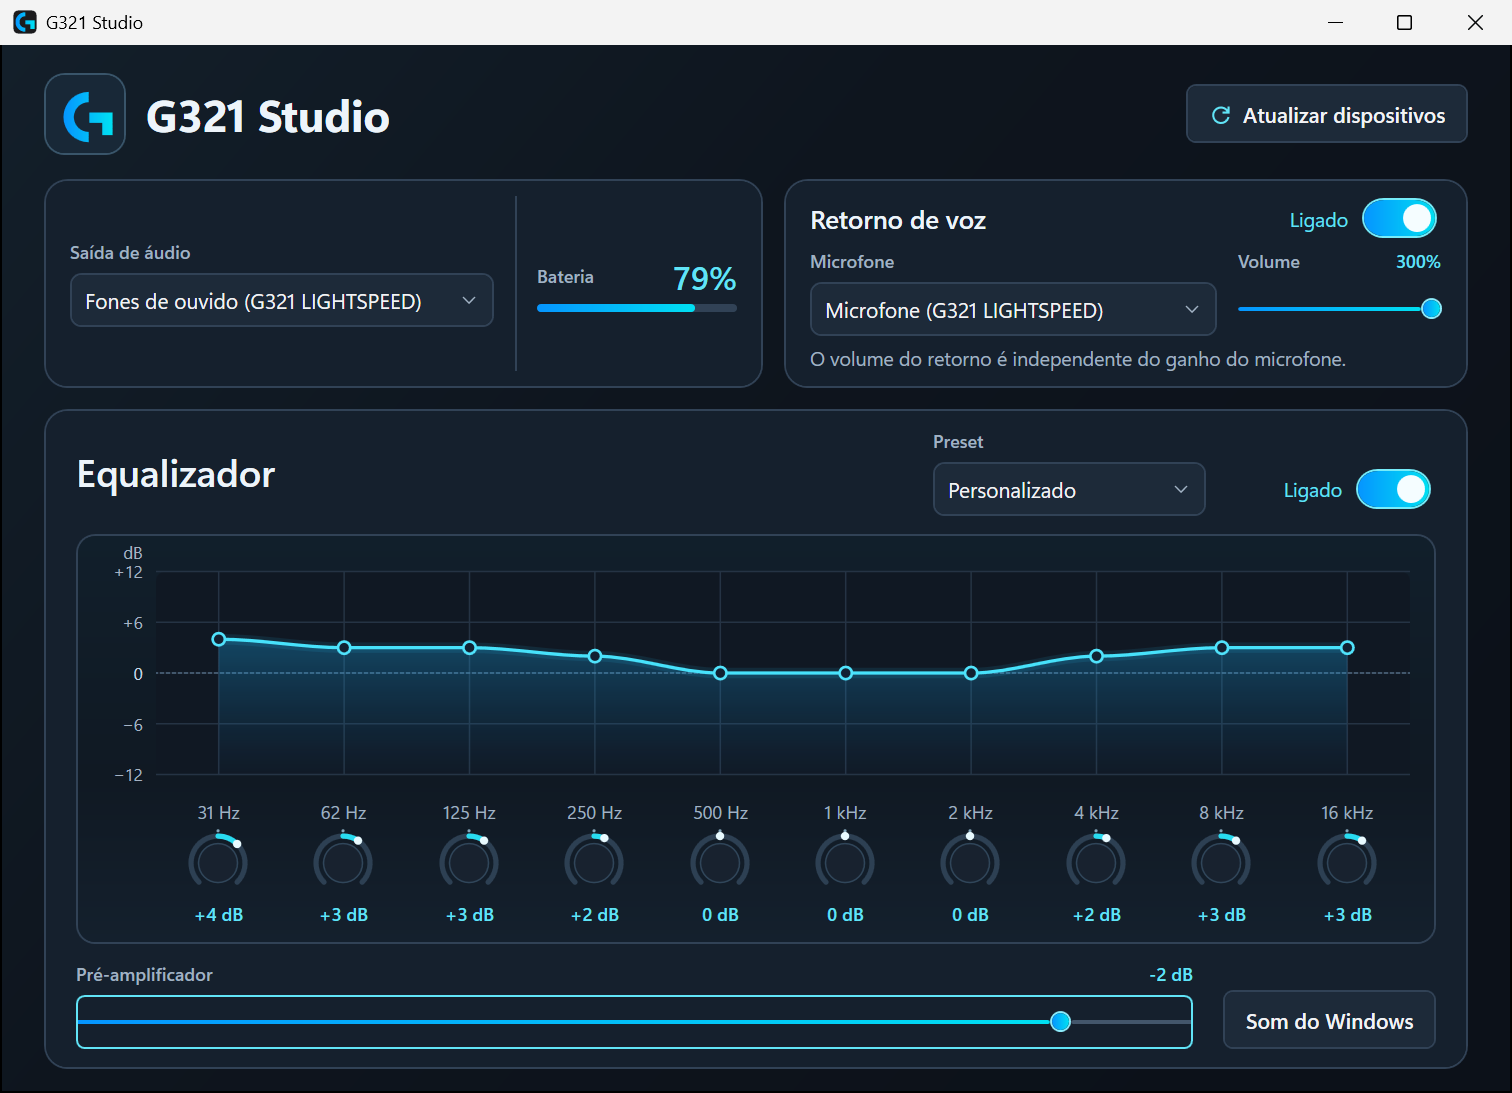 G321 Studio
G321 Studio
Atualizar dispositivos
Saída de áudio
Fones de ouvido (G321 LIGHTSPEED)
Bateria
79%
Retorno de voz
Ligado
Microfone
Volume
300%
Microfone (G321 LIGHTSPEED)
O volume do retorno é independente do ganho do microfone.
Equalizador
Preset
Personalizado
Ligado
dB
+12
+6
0
−6
−12
31 Hz 62 Hz 125 Hz 250 Hz 500 Hz 1 kHz 2 kHz 4 kHz 8 kHz 16 kHz
+4 dB +3 dB +3 dB +2 dB 0 dB 0 dB 0 dB +2 dB +3 dB +3 dB
Pré-amplificador
-2 dB
Som do Windows